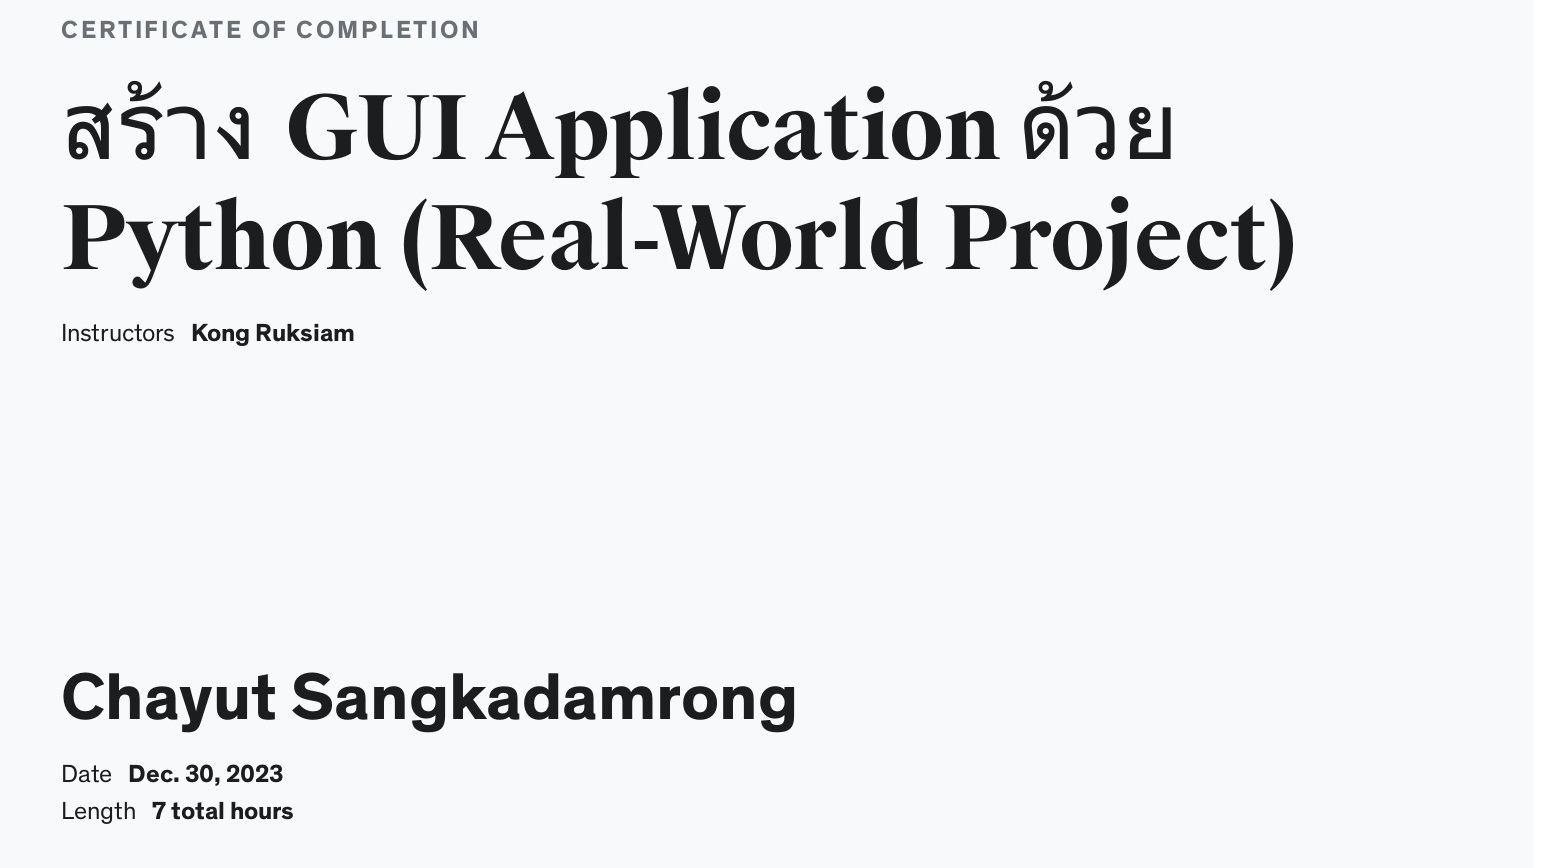 CERTIFICATE OF COMPLETION
สร้าง GUI Application ด้วย
Python (Real-World Project)
Instructors Kong Ruksiam
Chayut Sangkadamrong
Date Dec. 30, 2023
Length 7 total hours